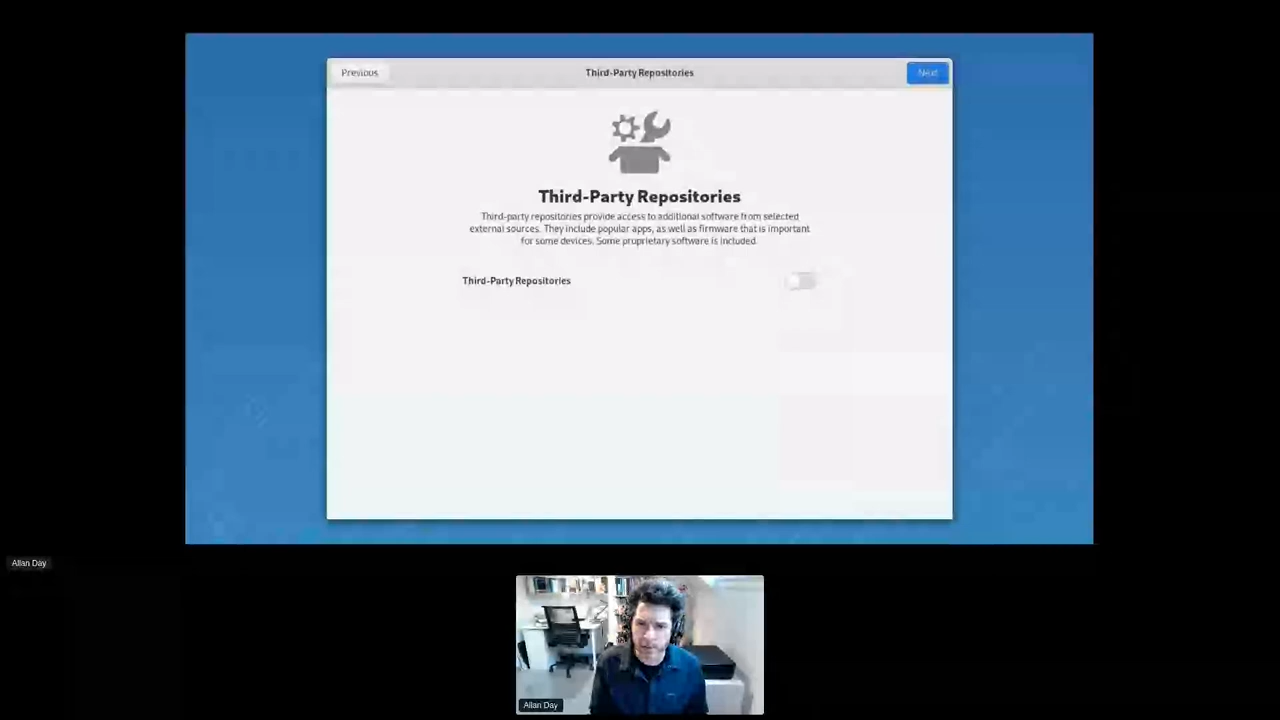 Previous
Third-Party Repositories
Next
Third-Party Repositories
Third-party repositories provide access to additional software from selected
external sources. They include popular apps, as well as firmware that is important
for some devices. Some proprietary software is included.
Third-Party Repositories
Allan Day
Allan Day